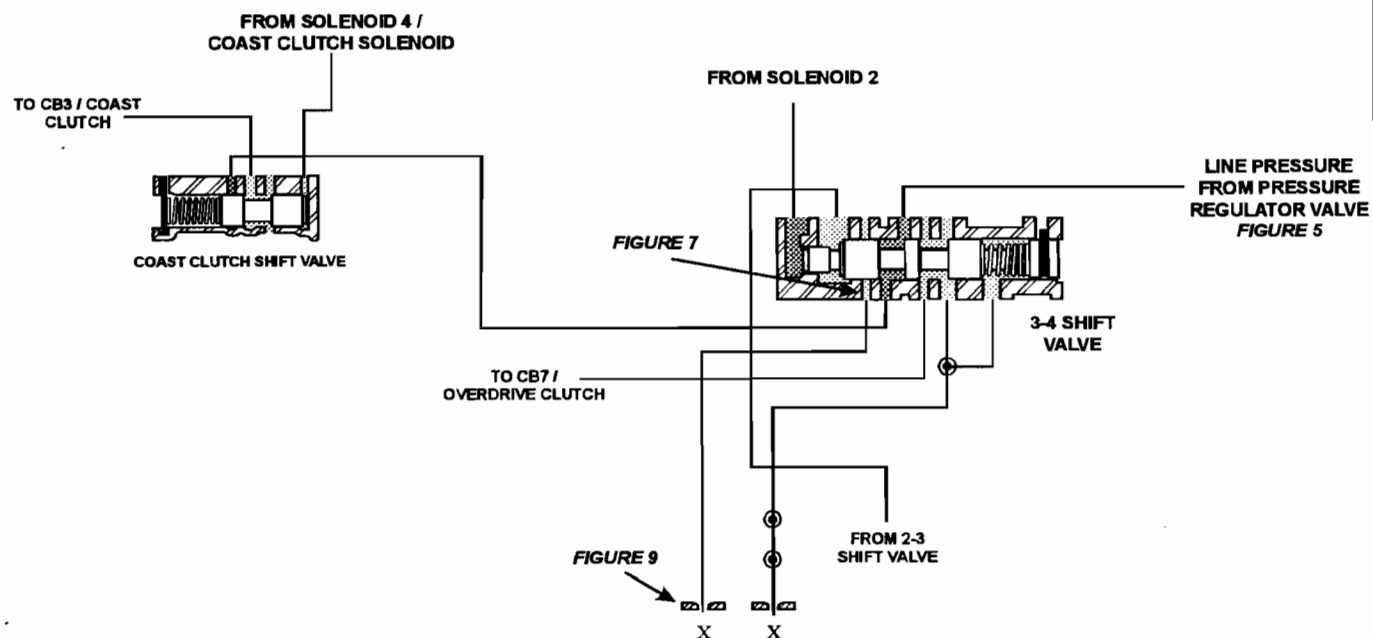 FROM SOLENOID 4 /
COAST CLUTCH SOLENOID
TO CB3 / COAST
CLUTCH
COAST CLUTCH SHIFT VALVE
FROM SOLENOID 2
LINE PRESSURE
FROM PRESSURE
REGULATOR VALVE
FIGURE 5
FIGURE 7
3-4 SHIFT
VALVE
TO CB7 /
OVERDRIVE CLUTCH
FROM 2-3
SHIFT VALVE
FIGURE 9
X
X